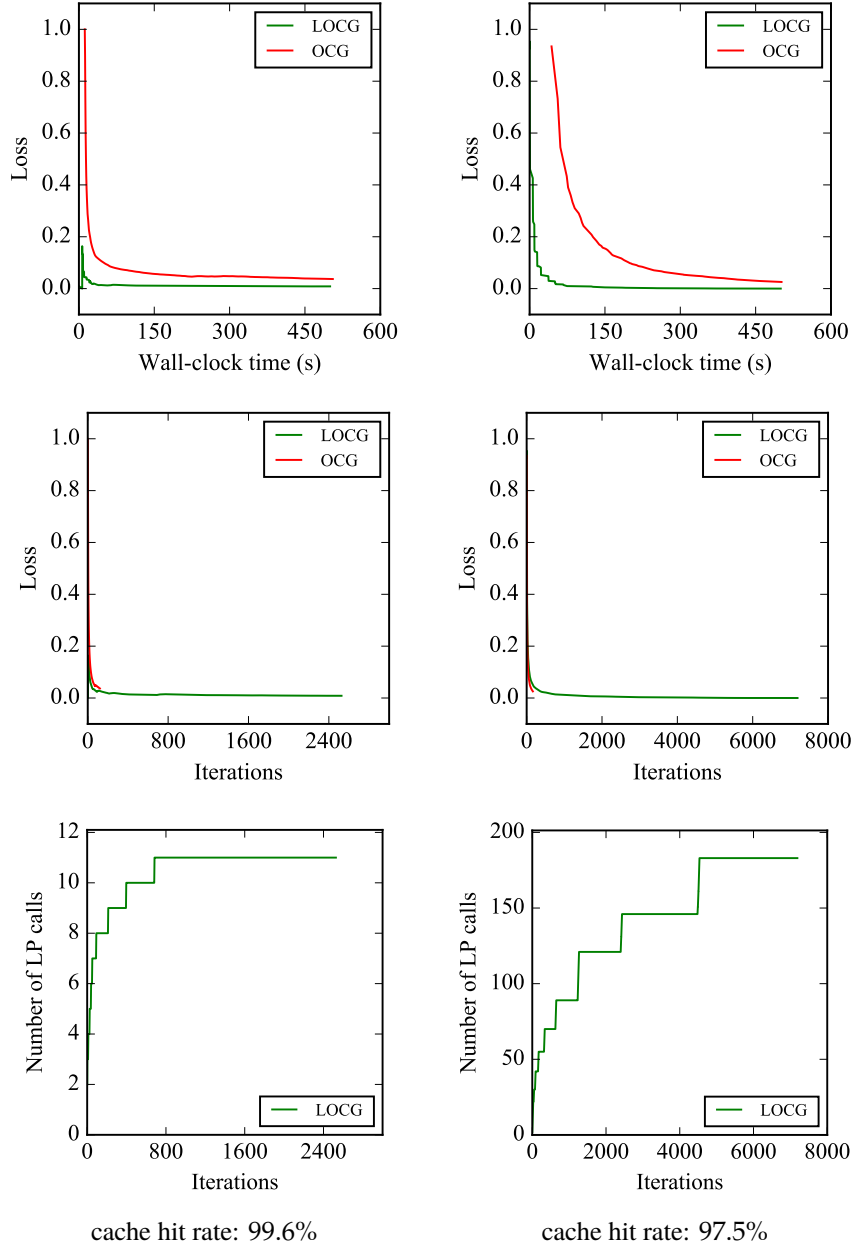 LOCG
OCG
1.0
0.8
0.6
0.4
0.2
0.0
Loss
0 150 300 450 600
Wall-clock time (s)
LOCG
OCG
1.0
0.8
0.6
0.4
0.2
0.0
Loss
0 150 300 450 600
Wall-clock time (s)
LOCG
OCG
1.0
0.8
0.6
0.4
0.2
0.0
Loss
0 800 1600 2400
Iterations
LOCG
OCG
1.0
0.8
0.6
0.4
0.2
0.0
Loss
0 2000 4000 6000 8000
Iterations
12
10
8
6
4
2
0
Number of LP calls
LOCG
0 800 1600 2400
Iterations
200
150
100
50
0
Number of LP calls
LOCG
0 2000 4000 6000 8000
Iterations
cache hit rate: 99.6%
cache hit rate: 97.5%